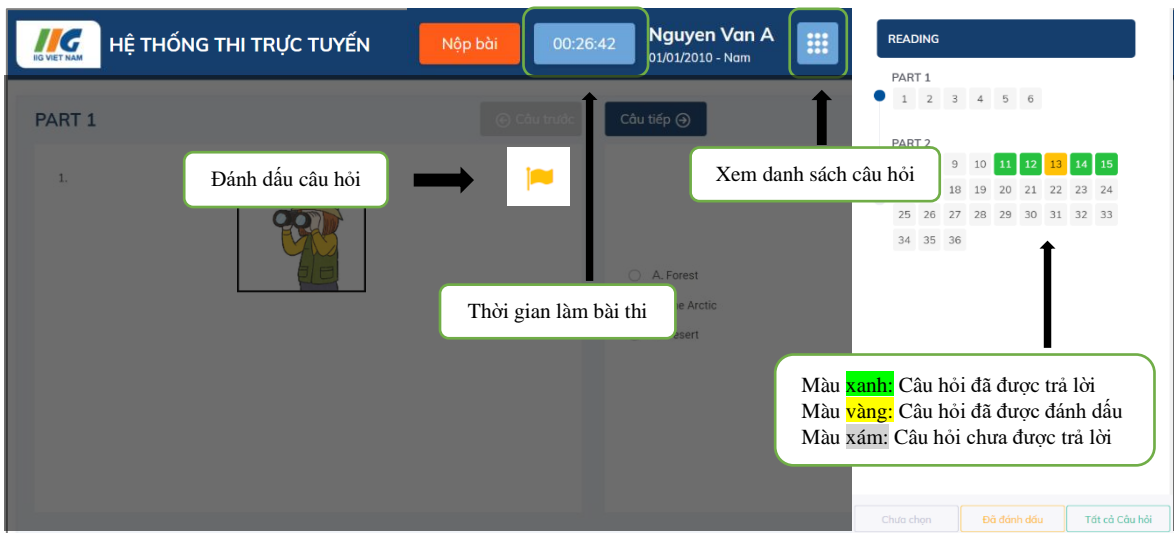 IIG VIET NAM
HỆ THỐNG THI TRỰC TUYẾN
Nộp bài
00:26:42
Nguyen Van A
01/01/2010 - Nam
PART 1
Câu trước
Câu tiếp
1.
Đánh dấu câu hỏi
Xem danh sách câu hỏi
A. Forest
Arctic
Thời gian làm bài thi
READING
PART 1
1 2 3 4 5 6
PART 2
9 10 11 12 13 14 15
18 19 20 21 22 23 24
25 26 27 28 29 30 31 32 33
34 35 36
Màu xanh: Câu hỏi đã được trả lời
Màu vàng: Câu hỏi đã được đánh dấu
Màu xám: Câu hỏi chưa được trả lời
Chưa chọn
Đã đánh dấu
Tất cả Câu hỏi